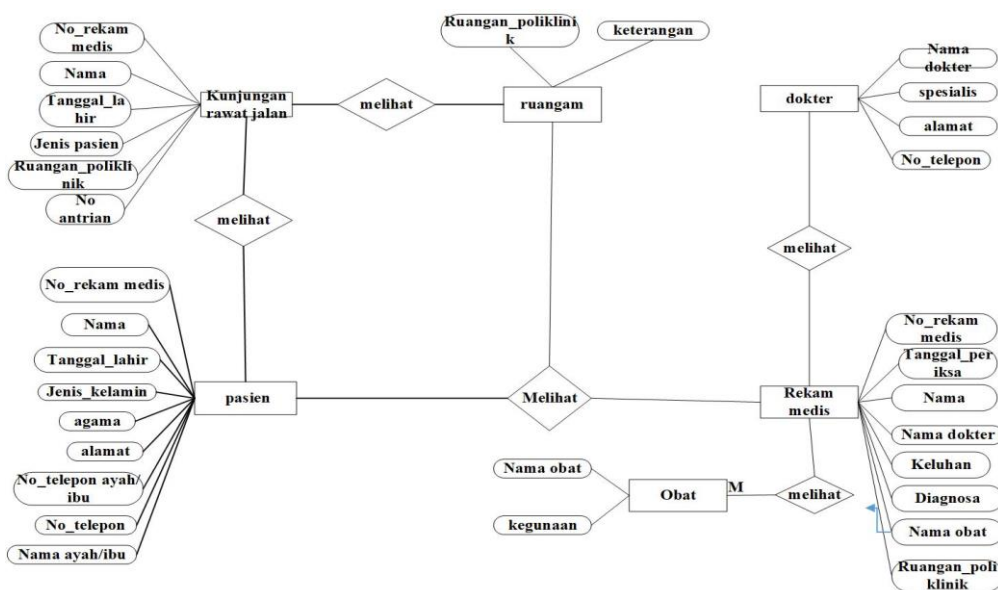 No_rekam
medis
Nama
Tanggal_la
hir
Jenis pasien
Ruangan_polikl
inik
No
antrian
Kunjungan
rawat jalan
melihat
Ruangan_poliklini
k
keterangan
ruangam
dokter
Nama
dokter
spesialis
alamat
No_telepon
melihat
melihat
No_rekam medis
Nama
Tanggal_lahir
Jenis_kelamin
agama
alamat
No_telepon ayah/
ibu
No_telepon
Nama ayah/ibu
pasien
Melihat
Rekam
medis
No_rekam
medis
Tanggal_per
iksa
Nama
Nama dokter
Keluhan
Diagnosa
Nama obat
Ruangan_poli
klinik
Nama obat
kegunaan
Obat
M
melihat